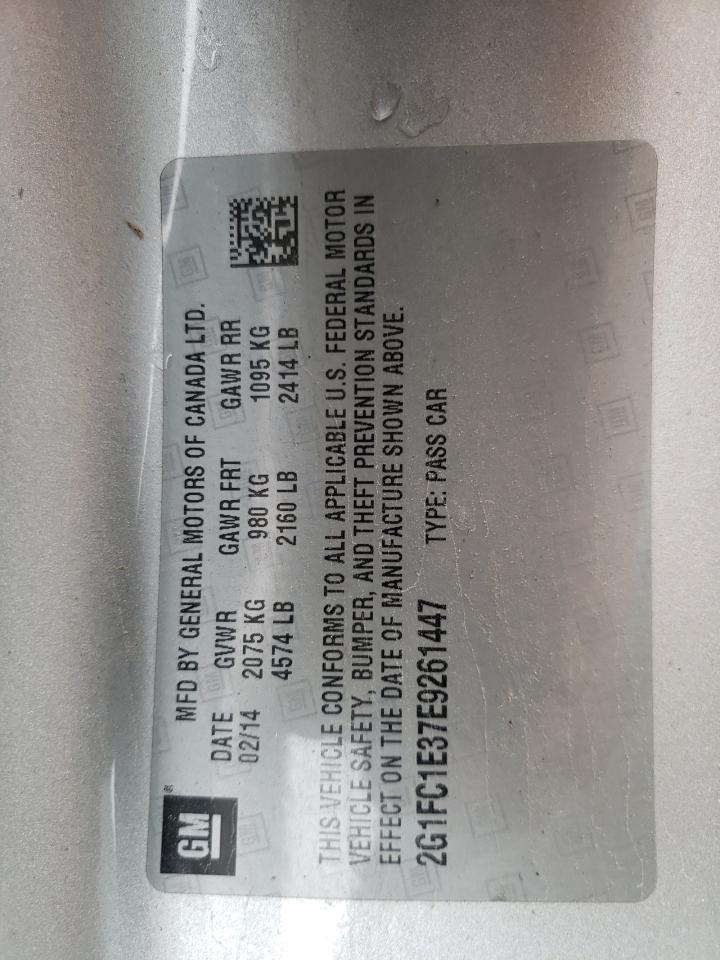 GM®
MFD BY GENERAL MOTORS OF CANADA LTD.
DATE GVWR GAWR FRT GAWR RR
02/14 2075 KG 980 KG 1095 KG
4574 LB 2160 LB 2414 LB
THIS VEHICLE CONFORMS TO ALL APPLICABLE U.S. FEDERAL MOTOR
VEHICLE SAFETY, BUMPER, AND THEFT PREVENTION STANDARDS IN
EFFECT ON THE DATE OF MANUFACTURE SHOWN ABOVE.
2G1FC1E37E9261447 TYPE: PASS CAR